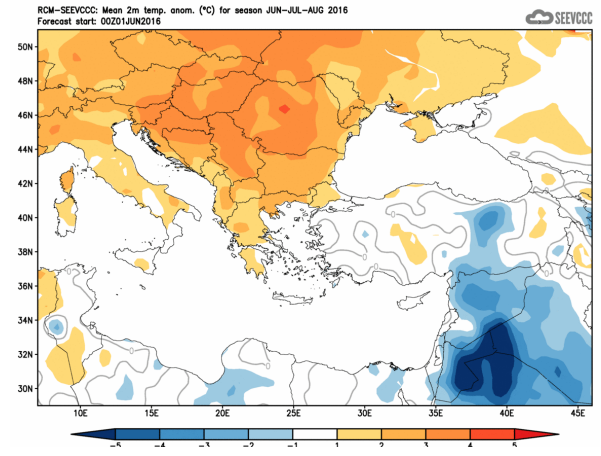 RCM-SEEVCCC: Mean 2m temp. anom. (°C) for season JUN-JUL-AUG 2016
Forecast start: 00Z01JUN2016
SEEVCCC
50N
48N
46N
44N
42N
40N
38N
36N
34N
32N
30N
10E 15E 20E 25E 30E 35E 40E 45E
-5 -4 -3 -2 -1 1 2 3 4 5